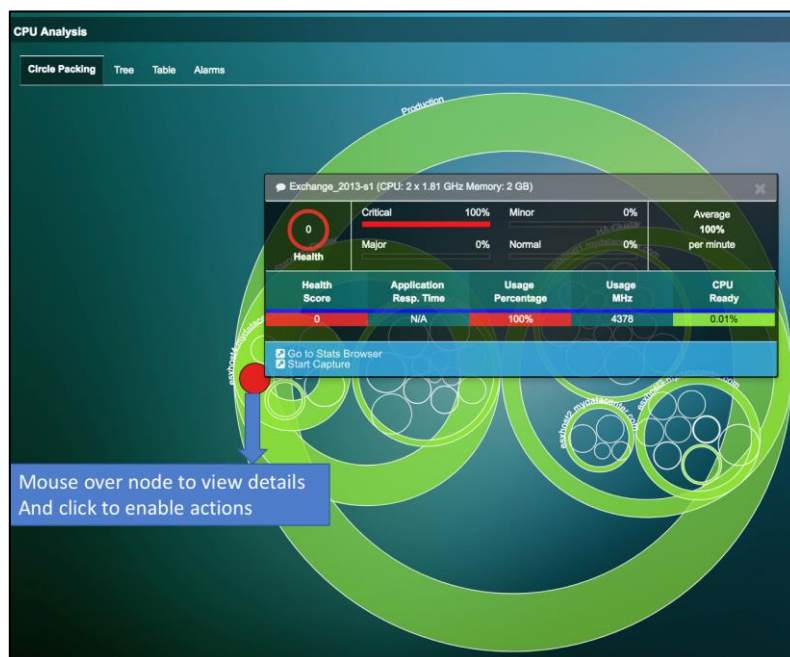 CPU Analysis
Circle Packing Tree Table Alarms
Production
Exchange_2013-s1 (CPU: 2 x 1.81 GHz Memory: 2 GB)
0
Health
Critical 100% Minor 0%
Major 0% Normal 0%
Average
100%
per minute
Health Score Application Resp. Time Usage Percentage Usage MHz CPU Ready
0 N/A 100% 4378 0.01%
Go to Stats Browser
Start Capture
esxhost2.mydatacenter.com
Mouse over node to view details
And click to enable actions